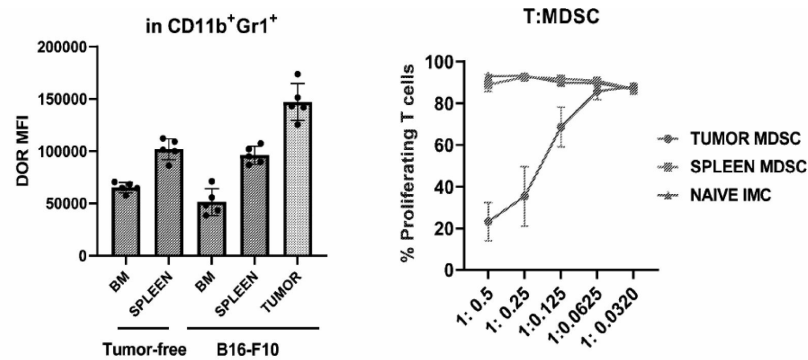 in CD11b+Gr1+
DOR MFI
200000
150000
100000
50000
0
BM
SPLEEN
BM
SPLEEN
TUMOR
Tumor-free
B16-F10
T:MDSC
% Proliferating T cells
100
80
60
40
20
0
1: 0.5
1: 0.25
1:0.125
1:0.0625
1: 0.0320
TUMOR MDSC
SPLEEN MDSC
NAIVE IMC